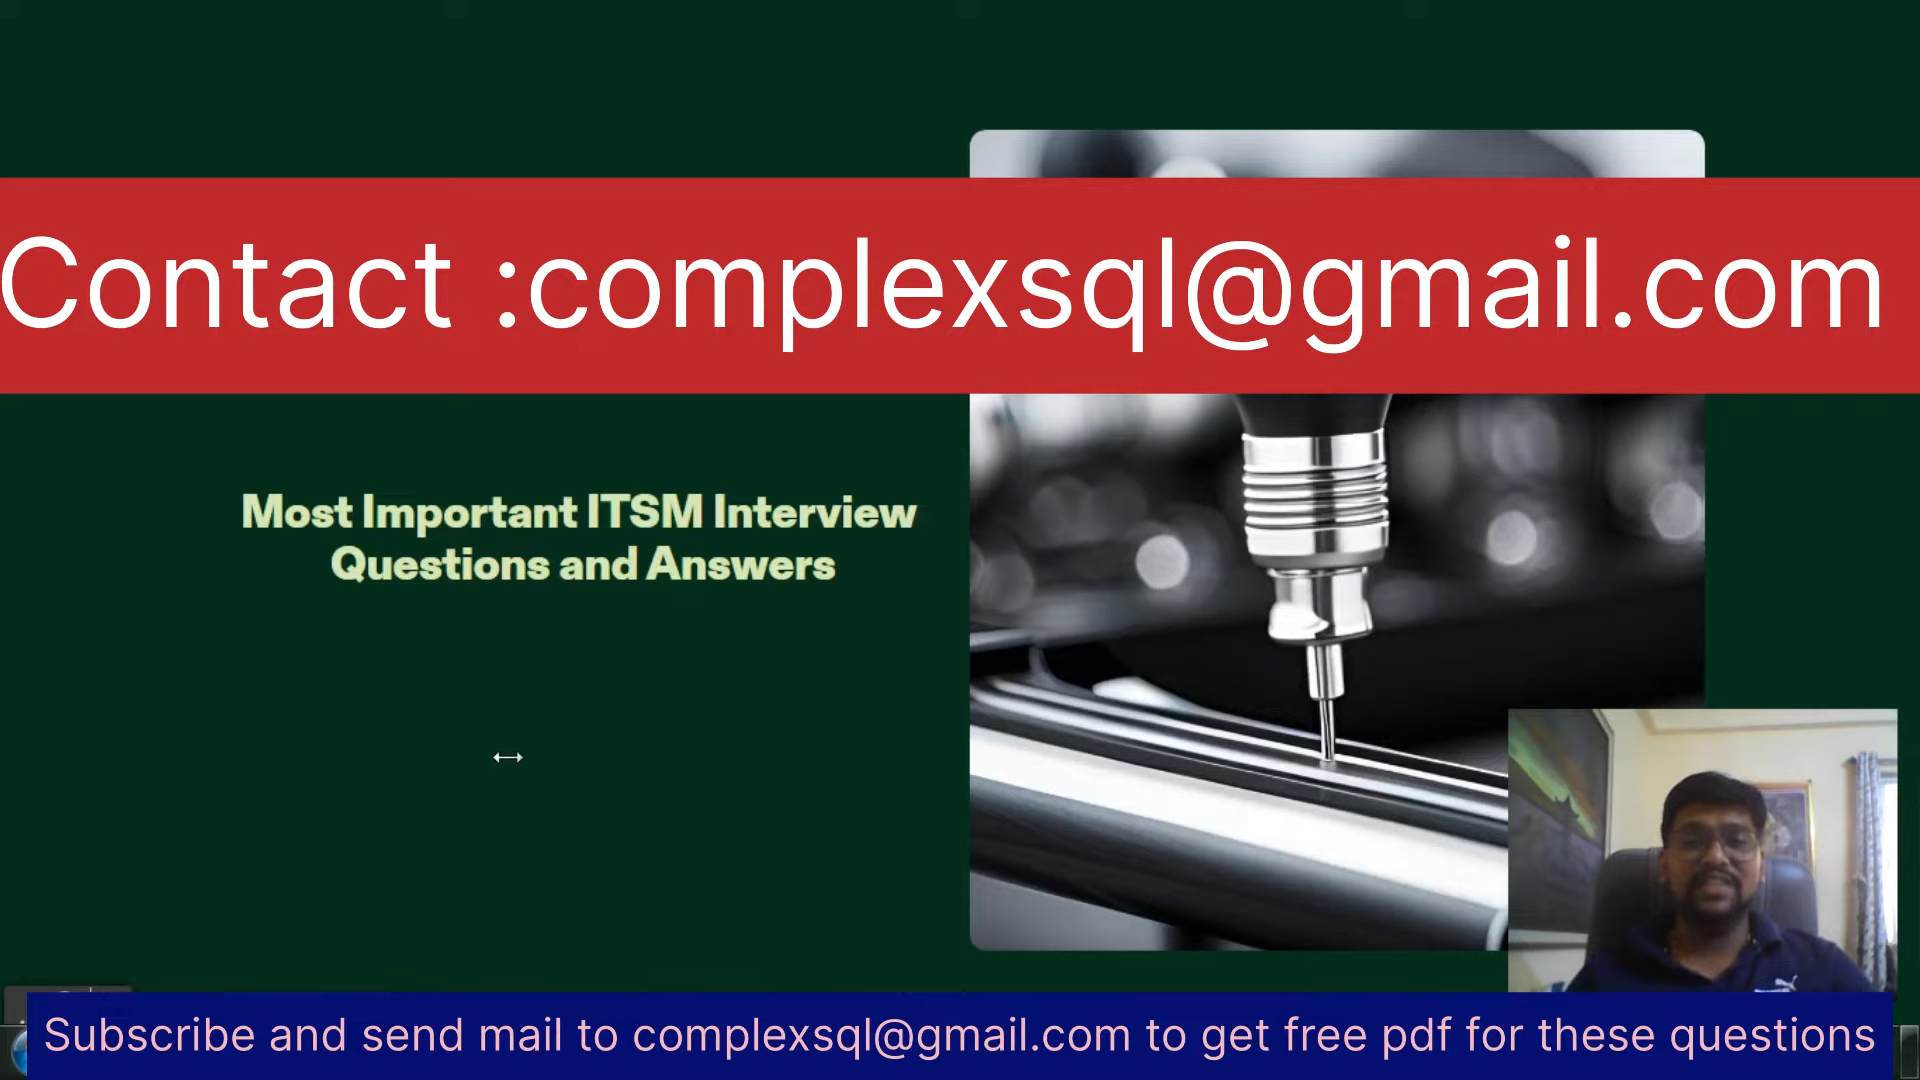 Contact :complexsql@gmail.com
Most Important ITSM Interview
Questions and Answers
Subscribe and send mail to complexsql@gmail.com to get free pdf for these questions